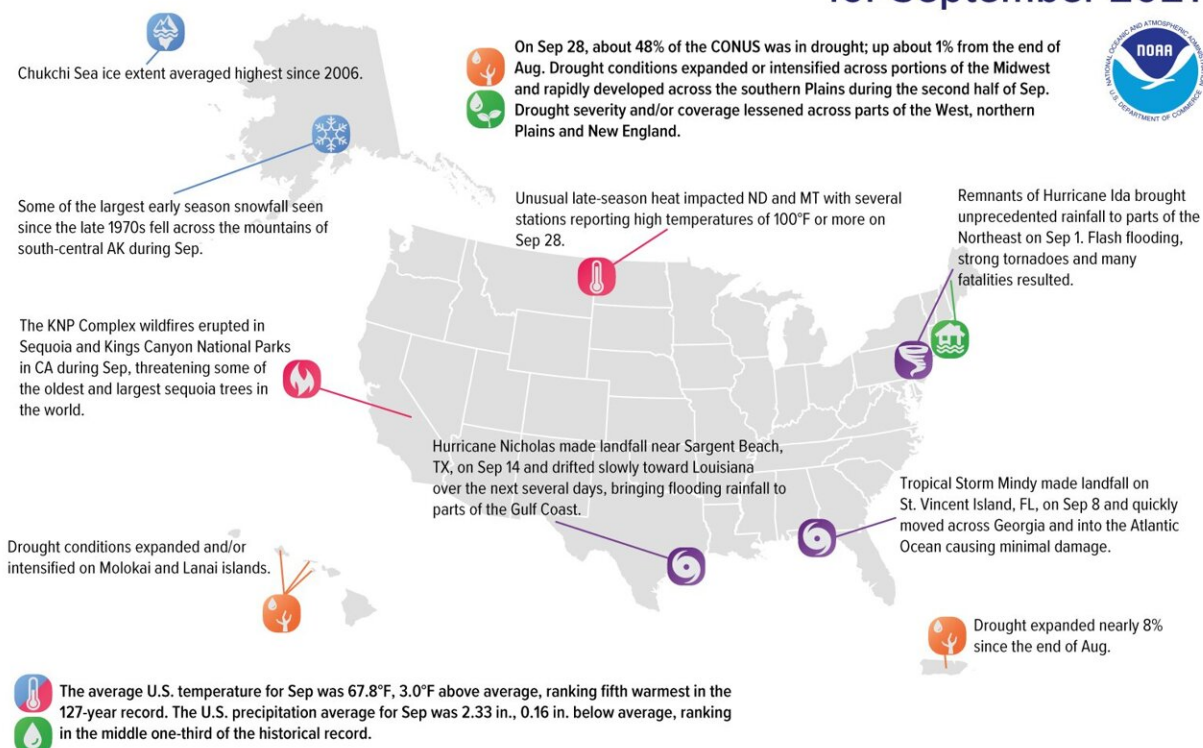 for September 2021
Chukchi Sea ice extent averaged highest since 2006.
On Sep 28, about 48% of the CONUS was in drought; up about 1% from the end of
Aug. Drought conditions expanded or intensified across portions of the Midwest
and rapidly developed across the southern Plains during the second half of Sep.
Drought severity and/or coverage lessened across parts of the West, northern
Plains and New England.
NATIONAL OCEANIC AND ATMOSPHERIC ADMINISTRATION
NOAA
U.S. DEPARTMENT OF COMMERCE
Some of the largest early season snowfall seen
since the late 1970s fell across the mountains of
south-central AK during Sep.
Unusual late-season heat impacted ND and MT with several
stations reporting high temperatures of 100°F or more on
Sep 28.
Remnants of Hurricane Ida brought
unprecedented rainfall to parts of the
Northeast on Sep 1. Flash flooding,
strong tornadoes and many
fatalities resulted.
The KNP Complex wildfires erupted in
Sequoia and Kings Canyon National Parks
in CA during Sep, threatening some of
the oldest and largest sequoia trees in
the world.
Hurricane Nicholas made landfall near Sargent Beach,
TX, on Sep 14 and drifted slowly toward Louisiana
over the next several days, bringing flooding rainfall to
parts of the Gulf Coast.
Tropical Storm Mindy made landfall on
St. Vincent Island, FL, on Sep 8 and quickly
moved across Georgia and into the Atlantic
Ocean causing minimal damage.
Drought conditions expanded and/or
intensified on Molokai and Lanai islands.
Drought expanded nearly 8%
since the end of Aug.
The average U.S. temperature for Sep was 67.8°F, 3.0°F above average, ranking fifth warmest in the
127-year record. The U.S. precipitation average for Sep was 2.33 in., 0.16 in. below average, ranking
in the middle one-third of the historical record.